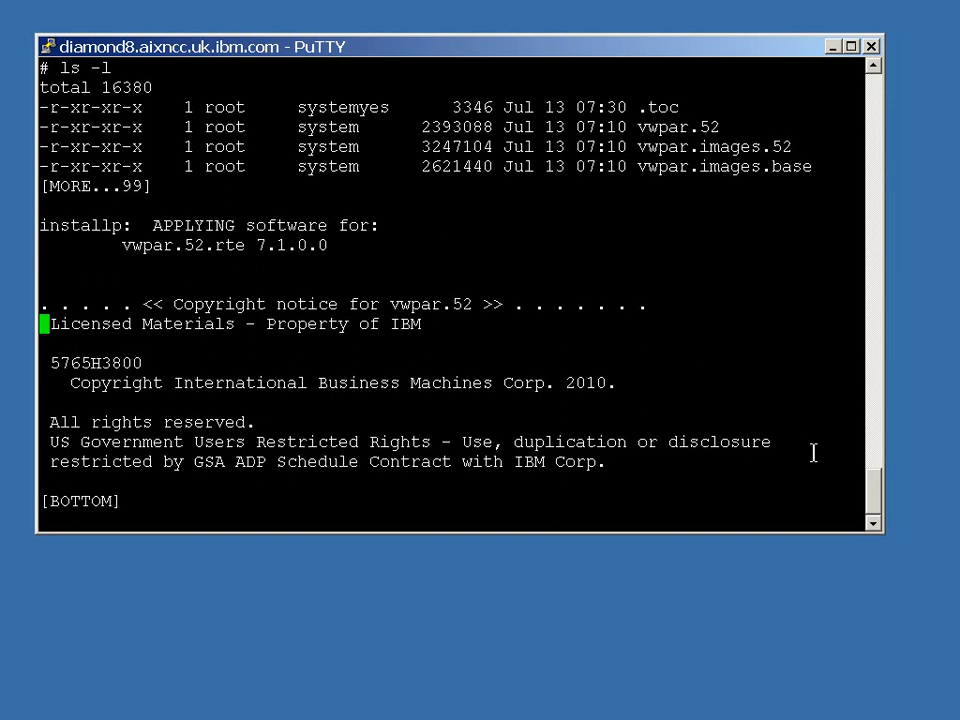 diamond8.aixncc.uk.ibm.com - PuTTY
# ls -l
total 16380
-r-xr-xr-x    1 root     systemyes      3346 Jul 13 07:30 .toc
-r-xr-xr-x    1 root     system      2393088 Jul 13 07:10 vwpar.52
-r-xr-xr-x    1 root     system      3247104 Jul 13 07:10 vwpar.images.52
-r-xr-xr-x    1 root     system      2621440 Jul 13 07:10 vwpar.images.base
[MORE...99]
installp:  APPLYING software for:
        vwpar.52.rte 7.1.0.0
. . . . . << Copyright notice for vwpar.52 >> . . . . . . .
 Licensed Materials - Property of IBM
 5765H3800
   Copyright International Business Machines Corp. 2010.
 All rights reserved.
 US Government Users Restricted Rights - Use, duplication or disclosure
 restricted by GSA ADP Schedule Contract with IBM Corp.
[BOTTOM]